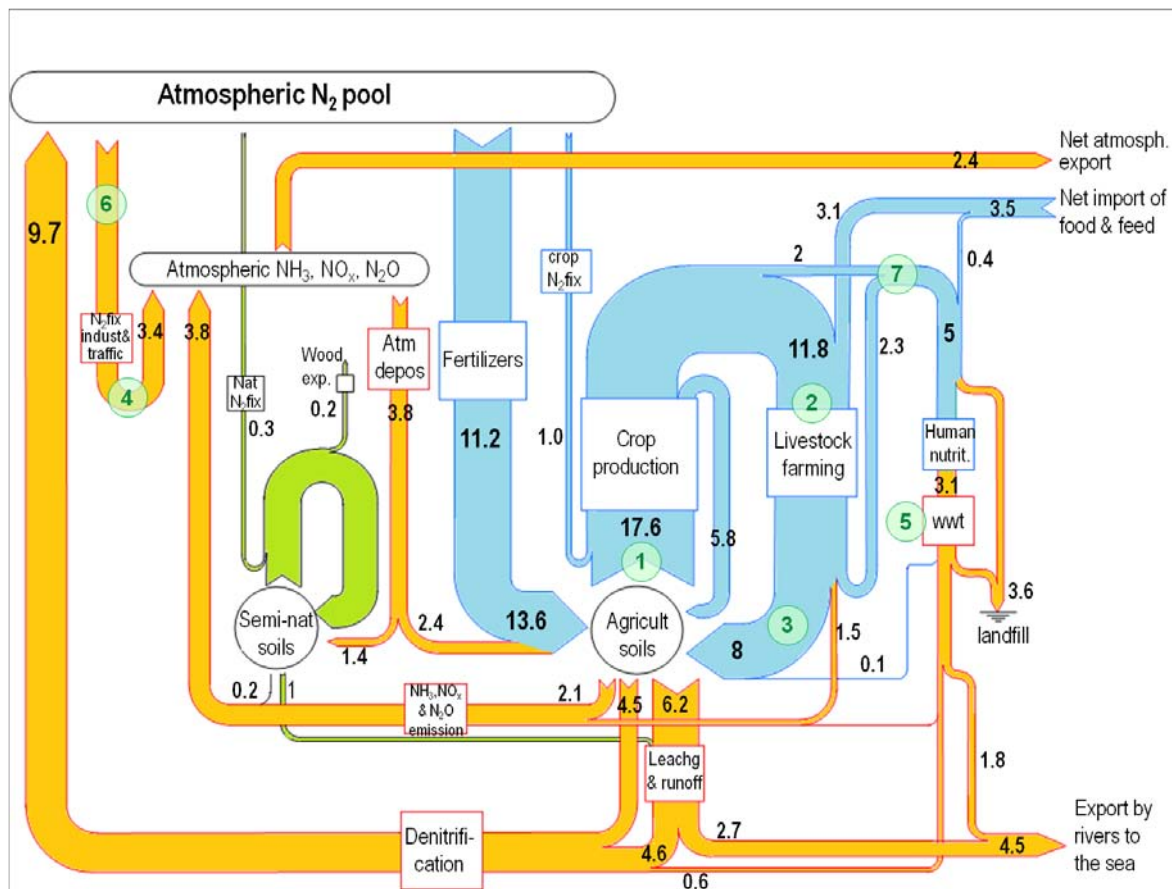 Atmospheric N₂ pool
Net atmosph.
export
2.4
6
9.7
3.1
3.5
Net import of
food & feed
Atmospheric NH₃, NOₓ, N₂O
crop
N₂fix
2
7
0.4
N₂fix
indust&
traffic
3.4
3.8
Atm
depos
Fertilizers
11.8
2.3
5
Wood
exp.
4
Nat
N₂fix
0.2
3.8
2
0.3
11.2
1.0
Crop
production
Livestock
farming
Human
nutrit.
3.1
17.6
5.8
5
wwt
1
3.6
landfill
Semi-nat
soils
2.4
13.6
Agricult
soils
3
1.5
1.4
8
0.1
0.2
1
NH₃,NOₓ
& N₂O
emission
2.1
4.5
6.2
Leachg
& runoff
1.8
Denitrifi-
cation
4.6
2.7
0.6
4.5
Export by
rivers to
the sea